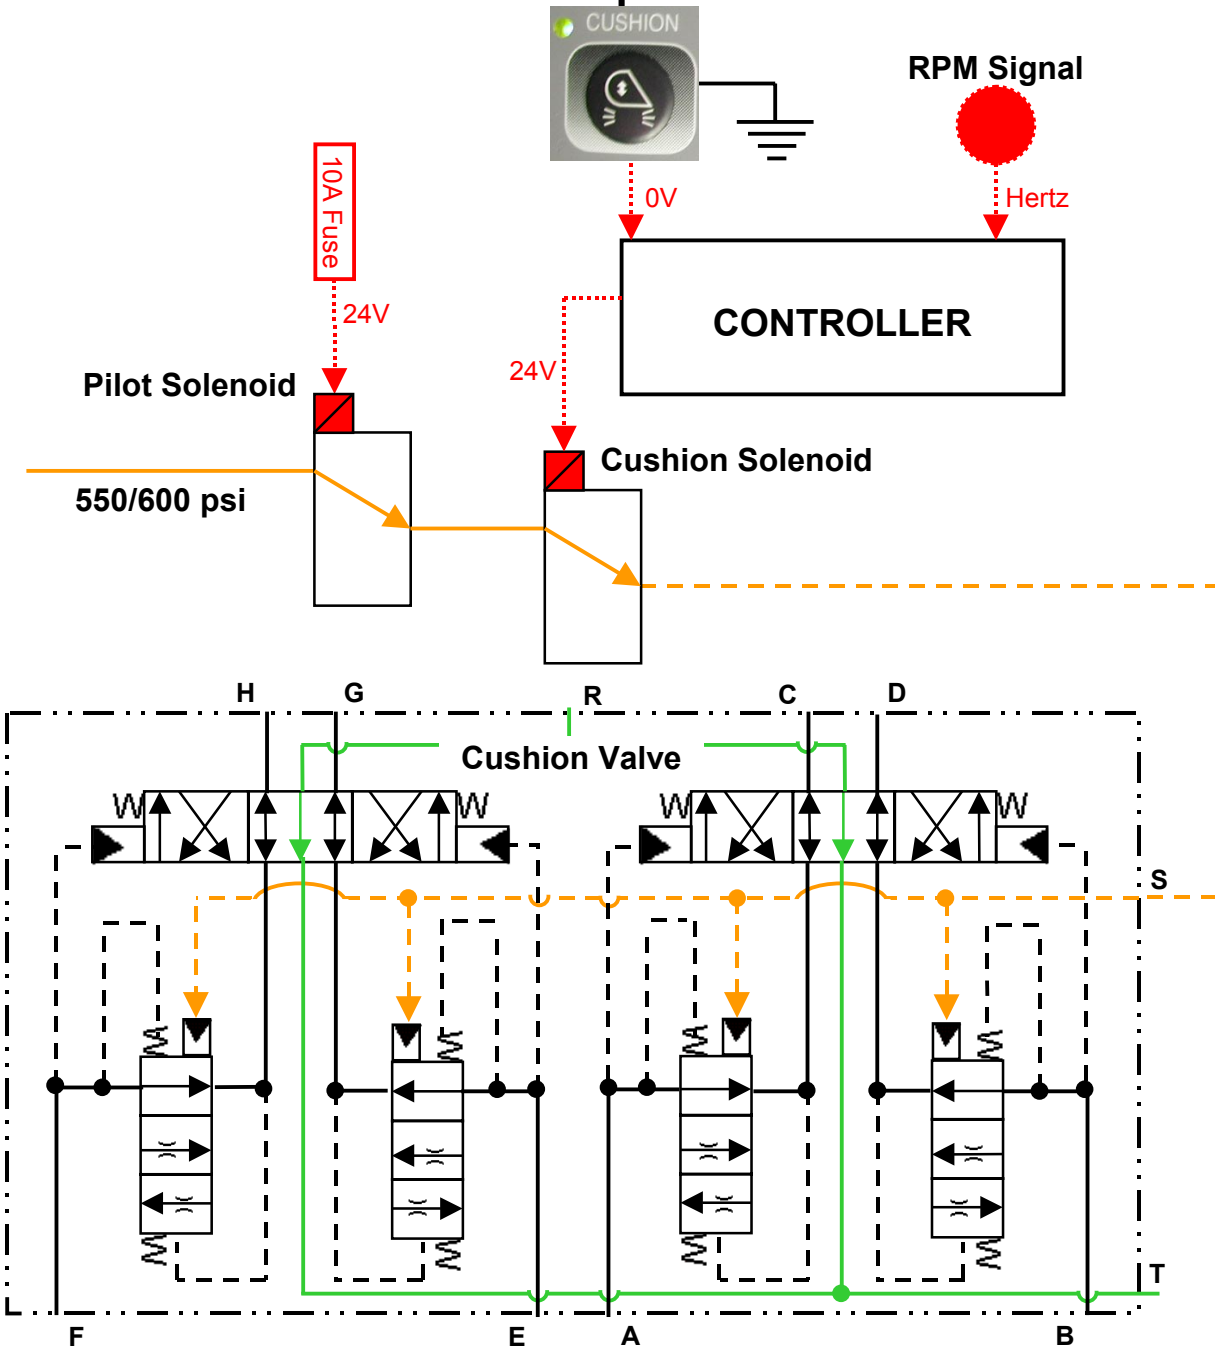 CUSHION
RPM Signal
10A Fuse
0V
Hertz
24V
CONTROLLER
24V
Pilot Solenoid
Cushion Solenoid
550/600 psi
H
G
R
C
D
Cushion Valve
S
T
F
E
A
B